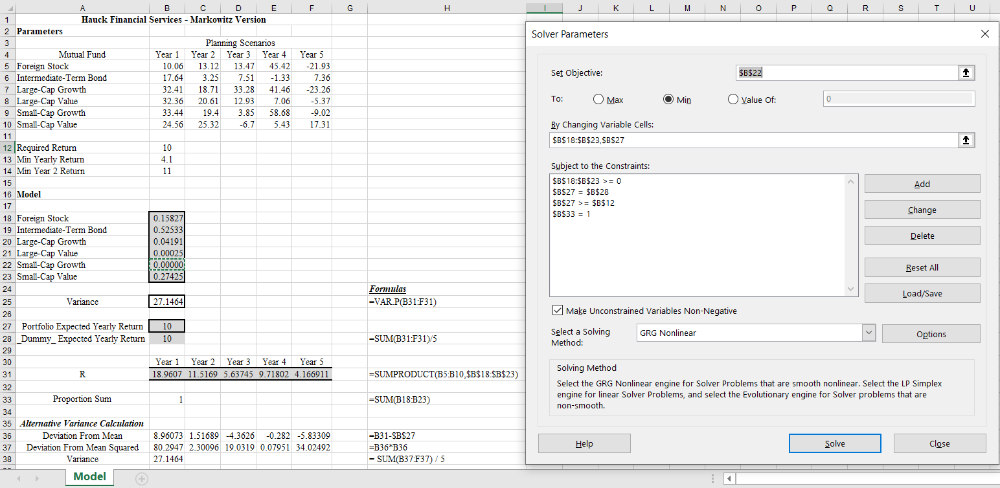 A B C D E F G H I J K L M N O P Q R S T U
1 Hauck Financial Services - Markowitz Version
2 Parameters
3 Planning Scenarios
4 Mutual Fund Year 1 Year 2 Year 3 Year 4 Year 5
5 Foreign Stock 10.06 13.12 13.47 45.42 -21.93
6 Intermediate-Term Bond 17.64 3.25 7.51 -1.33 7.36
7 Large-Cap Growth 32.41 18.71 33.28 41.46 -23.26
8 Large-Cap Value 32.36 20.61 12.93 7.06 -5.37
9 Small-Cap Growth 33.44 19.4 3.85 58.68 -9.02
10 Small-Cap Value 24.56 25.32 -6.7 5.43 17.31
11
12 Required Return 10
13 Min Yearly Return 4.1
14 Min Year 2 Return 11
15
16 Model
17
18 Foreign Stock 0.15827
19 Intermediate-Term Bond 0.52533
20 Large-Cap Growth 0.04191
21 Large-Cap Value 0.00025
22 Small-Cap Growth 0.00000
23 Small-Cap Value 0.27425
24 Formulas
25 Variance 27.1464 =VAR.P(B31:F31)
26
27 Portfolio Expected Yearly Return 10
28 _Dummy_ Expected Yearly Return 10 =SUM(B31:F31)/5
29
30 Year 1 Year 2 Year 3 Year 4 Year 5
31 R 18.9607 11.5169 5.63745 9.71802 4.166911 =SUMPRODUCT(B5:B10,$B$18:$B$23)
32
33 Proportion Sum 1 =SUM(B18:B23)
34
35 Alternative Variance Calculation
36 Deviation From Mean 8.96073 1.51689 -4.3626 -0.282 -5.83309 =B31-$B$27
37 Deviation From Mean Squared 80.2947 2.30096 19.0319 0.07951 34.02492 =B36*B36
38 Variance 27.1464 = SUM(B37:F37) / 5
Model
Solver Parameters
Set Objective: $B$22
To: Max Min Value Of: 0
By Changing Variable Cells:
$B$18:$B$23,$B$27
Subject to the Constraints:
$B$18:$B$23 >= 0
$B$27 = $B$28
$B$27 >= $B$12
$B$33 = 1
Add
Change
Delete
Reset All
Load/Save
Make Unconstrained Variables Non-Negative
Select a Solving
Method:
GRG Nonlinear
Options
Solving Method
Select the GRG Nonlinear engine for Solver Problems that are smooth nonlinear. Select the LP Simplex
engine for linear Solver Problems, and select the Evolutionary engine for Solver problems that are
non-smooth.
Help
Solve
Close